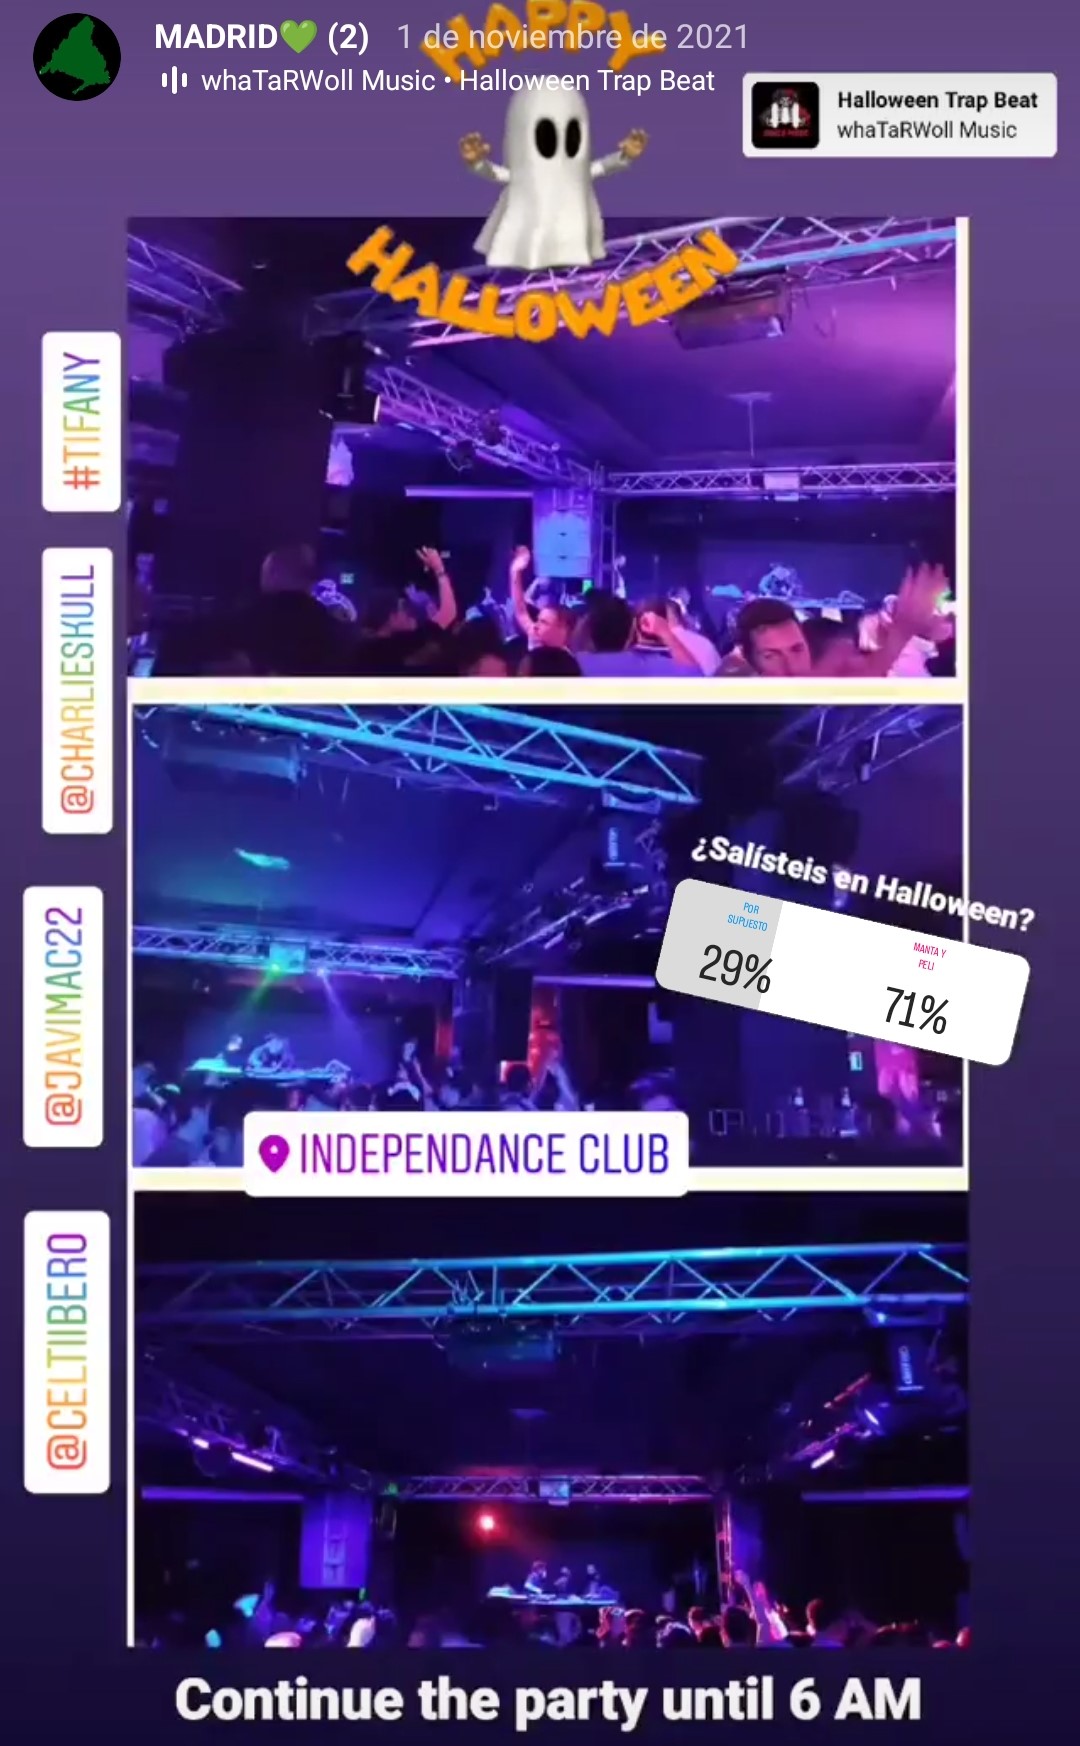 MADRID💚 (2) 1 de noviembre de 2021
whaTaRWoll Music • Halloween Trap Beat
Halloween Trap Beat
whaTaRWoll Music
HAPPY
HALLOWEEN
#TIFANY
@CHARLIESKULL
@JAVIMAC22
@CELTIIBERO
¿Salísteis en Halloween?
POR
SUPUESTO
29%
MANTA Y
PELI
71%
INDEPENDANCE CLUB
Continue the party until 6 AM